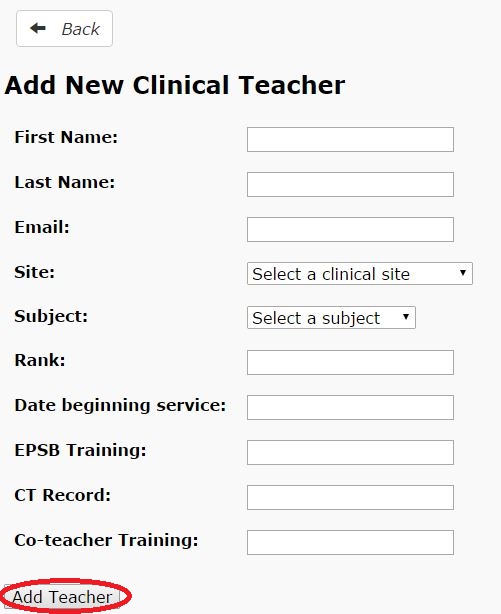 Back
Add New Clinical Teacher
First Name:
Last Name:
Email:
Site: Select a clinical site
Subject: Select a subject
Rank:
Date beginning service:
EPSB Training:
CT Record:
Co-teacher Training:
Add Teacher